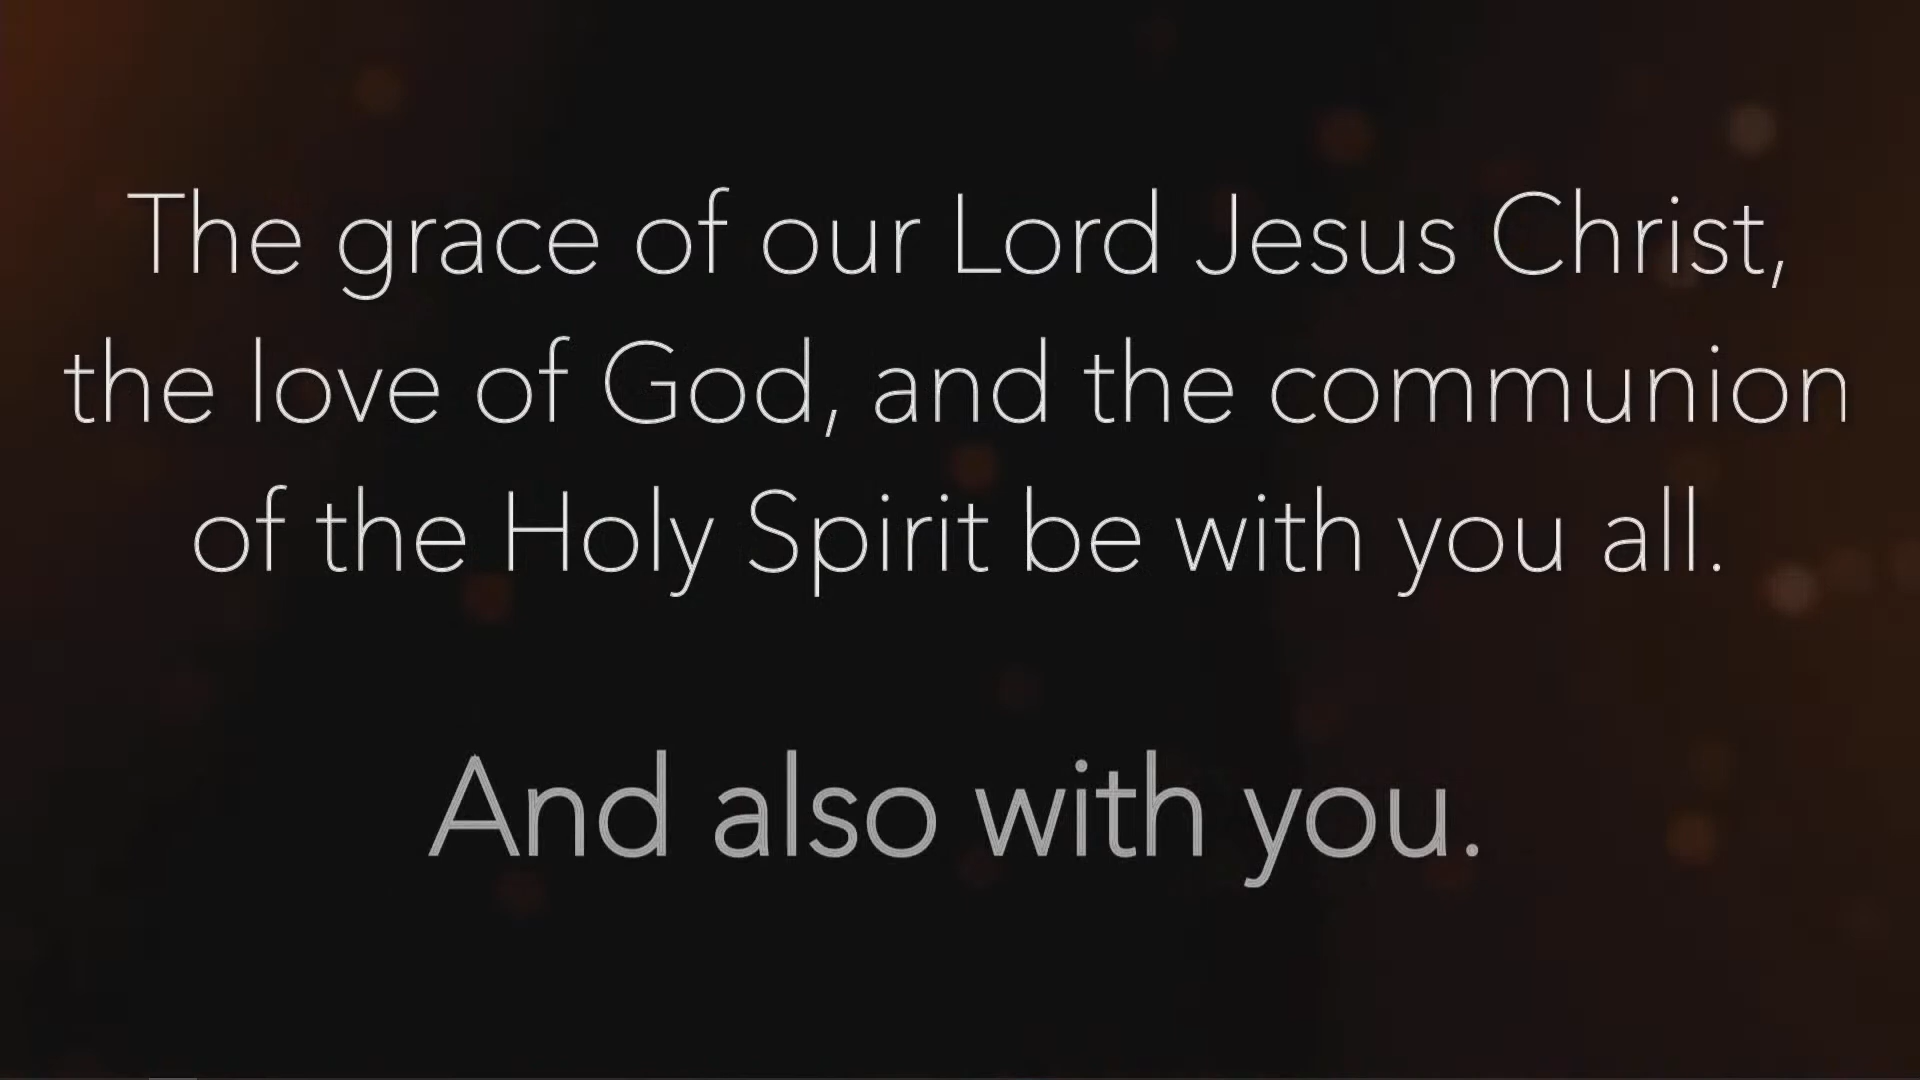 The grace of our Lord Jesus Christ,
the love of God, and the communion
of the Holy Spirit be with you all.
And also with you.